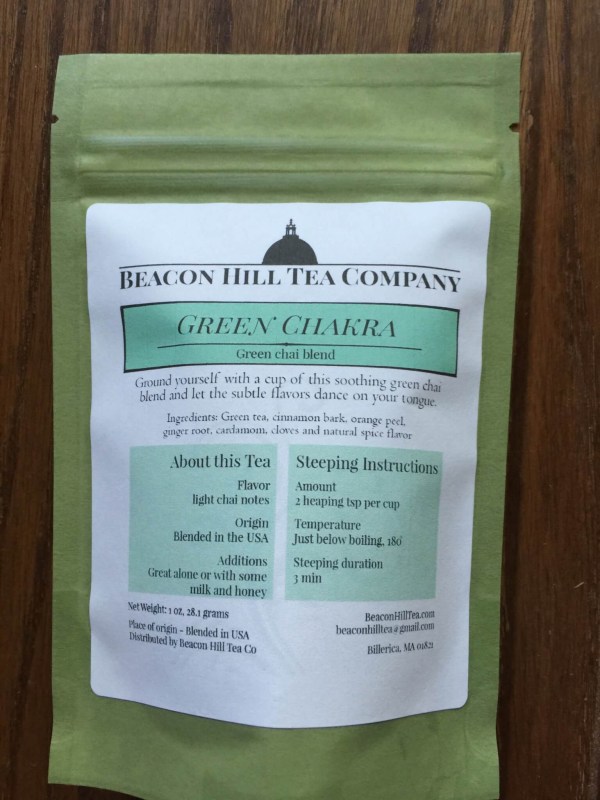 BEACON HILL TEA COMPANY
GREEN CHAKRA
Green chai blend
Ground yourself with a cup of this soothing green chai
blend and let the subtle flavors dance on your tongue.
Ingredients: Green tea, cinnamon bark, orange peel,
ginger root, cardamom, cloves and natural spice flavor
About this Tea
Flavor
light chai notes
Origin
Blended in the USA
Additions
Great alone or with some
milk and honey
Steeping Instructions
Amount
2 heaping tsp per cup
Temperature
Just below boiling, 180°
Steeping duration
3 min
Net Weight: 1 oz, 28.3 grams
Place of origin - Blended in USA
Distributed by Beacon Hill Tea Co
BeaconHillTea.com
beaconhilltea@gmail.com
Billerica, MA 01821